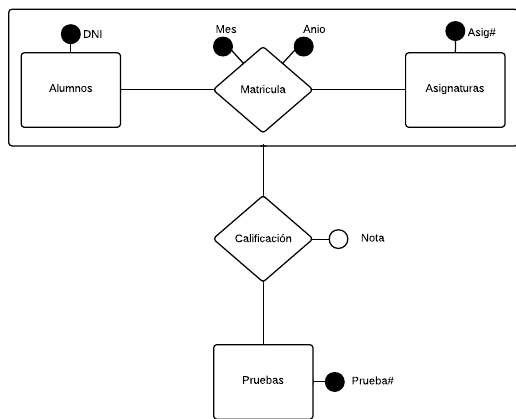 DNI
Mes
Anio
Asig#
Alumnos
Matricula
Asignaturas
Calificación
Nota
Pruebas
Prueba#